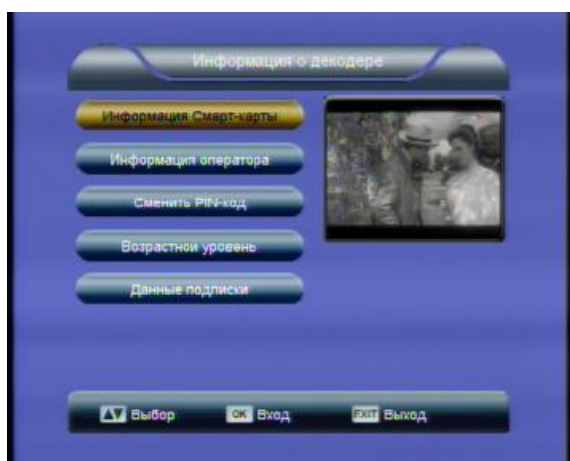 Информация о декодере
Информация Смарт-карты
Информация оператора
Сменить PIN-код
Возрастной уровень
Данные подписки
Выбор OK Вход EXIT Выход